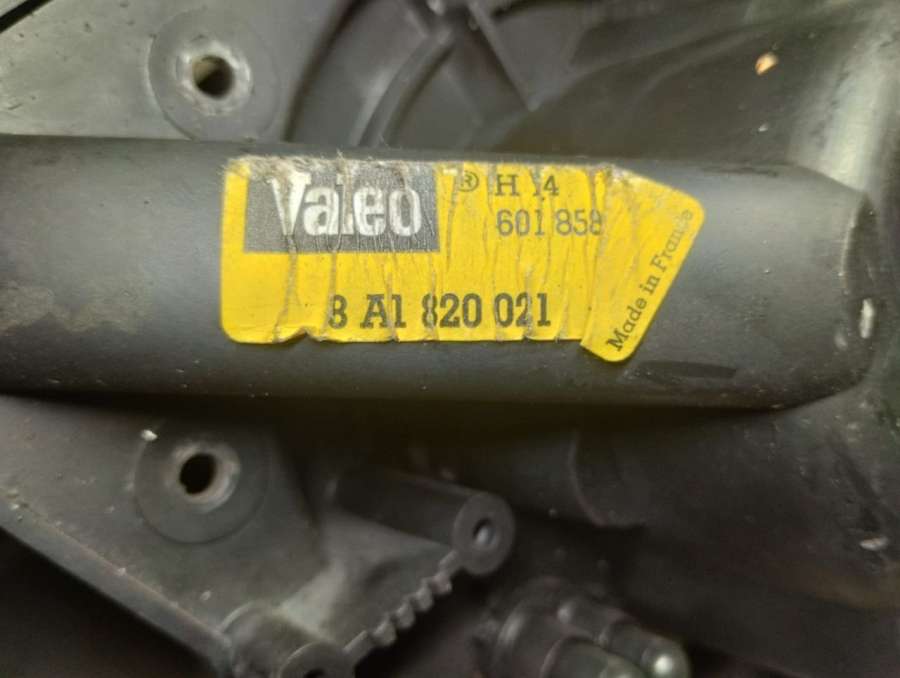 Valeo ® H 14
601 858
8 A1 820 021
Made in France